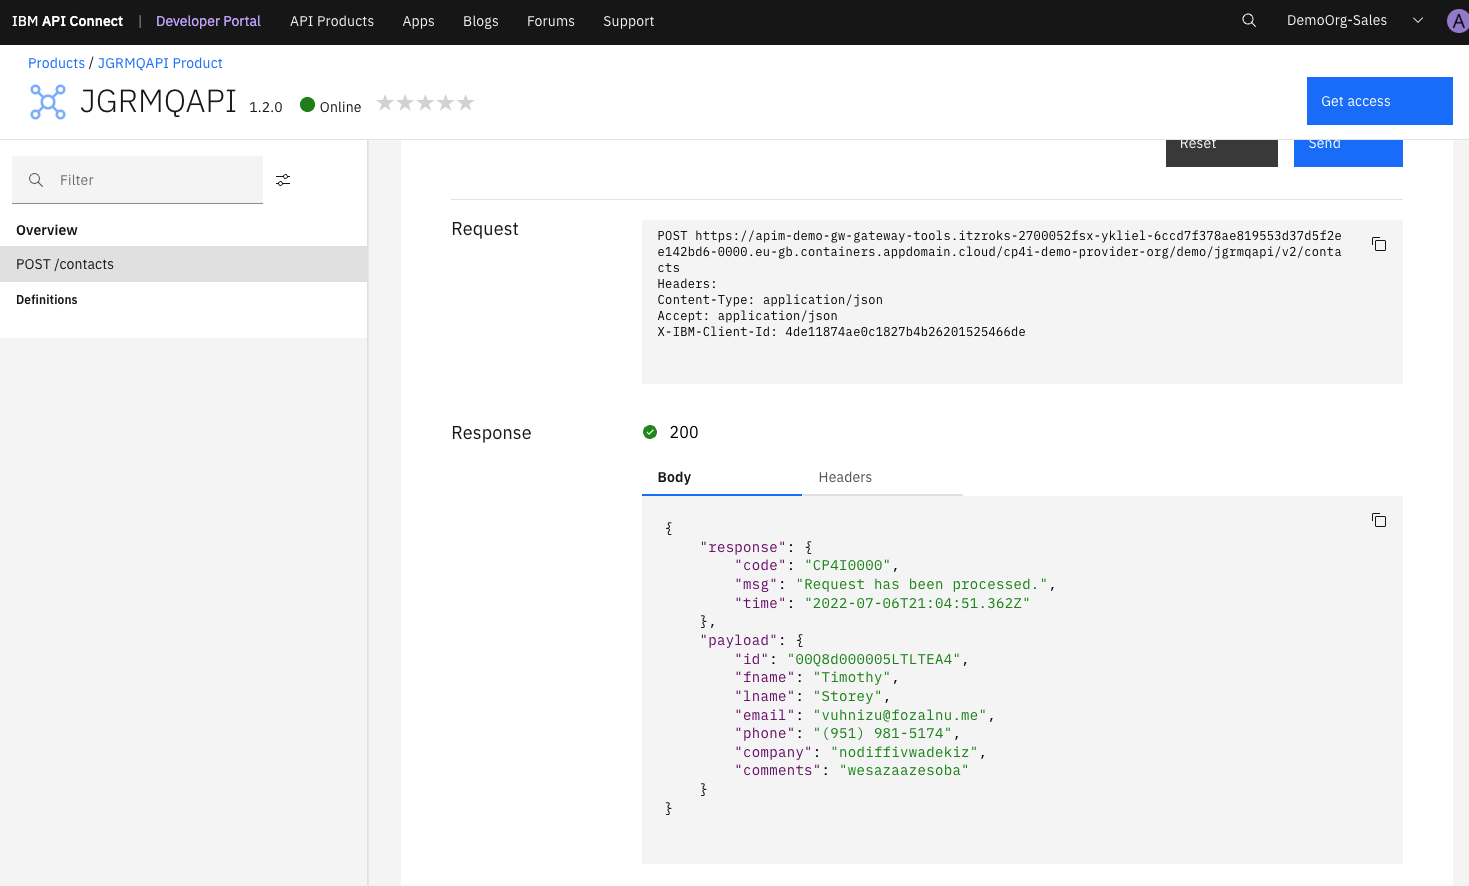 IBM API Connect | Developer Portal API Products Apps Blogs Forums Support DemoOrg-Sales A
Products / JGRMQAPI Product
JGRMQAPI 1.2.0 Online
Get access
Filter
Overview
POST /contacts
Definitions
Reset Send
Request
POST https://apim-demo-gw-gateway-tools.itzroks-2700052fsx-ykliel-6ccd7f378ae819553d37d5f2e
e142bd6-0000.eu-gb.containers.appdomain.cloud/cp4i-demo-provider-org/demo/jgrmqapi/v2/conta
cts
Headers:
Content-Type: application/json
Accept: application/json
X-IBM-Client-Id: 4de11874ae0c1827b4b26201525466de
Response 200
Body Headers
{
"response": {
"code": "CP4I0000",
"msg": "Request has been processed.",
"time": "2022-07-06T21:04:51.362Z"
},
"payload": {
"id": "00Q8d000005LTLTEA4",
"fname": "Timothy",
"lname": "Storey",
"email": "vuhnizu@fozalnu.me",
"phone": "(951) 981-5174",
"company": "nodiffivwadekiz",
"comments": "wesazaazesoba"
}
}